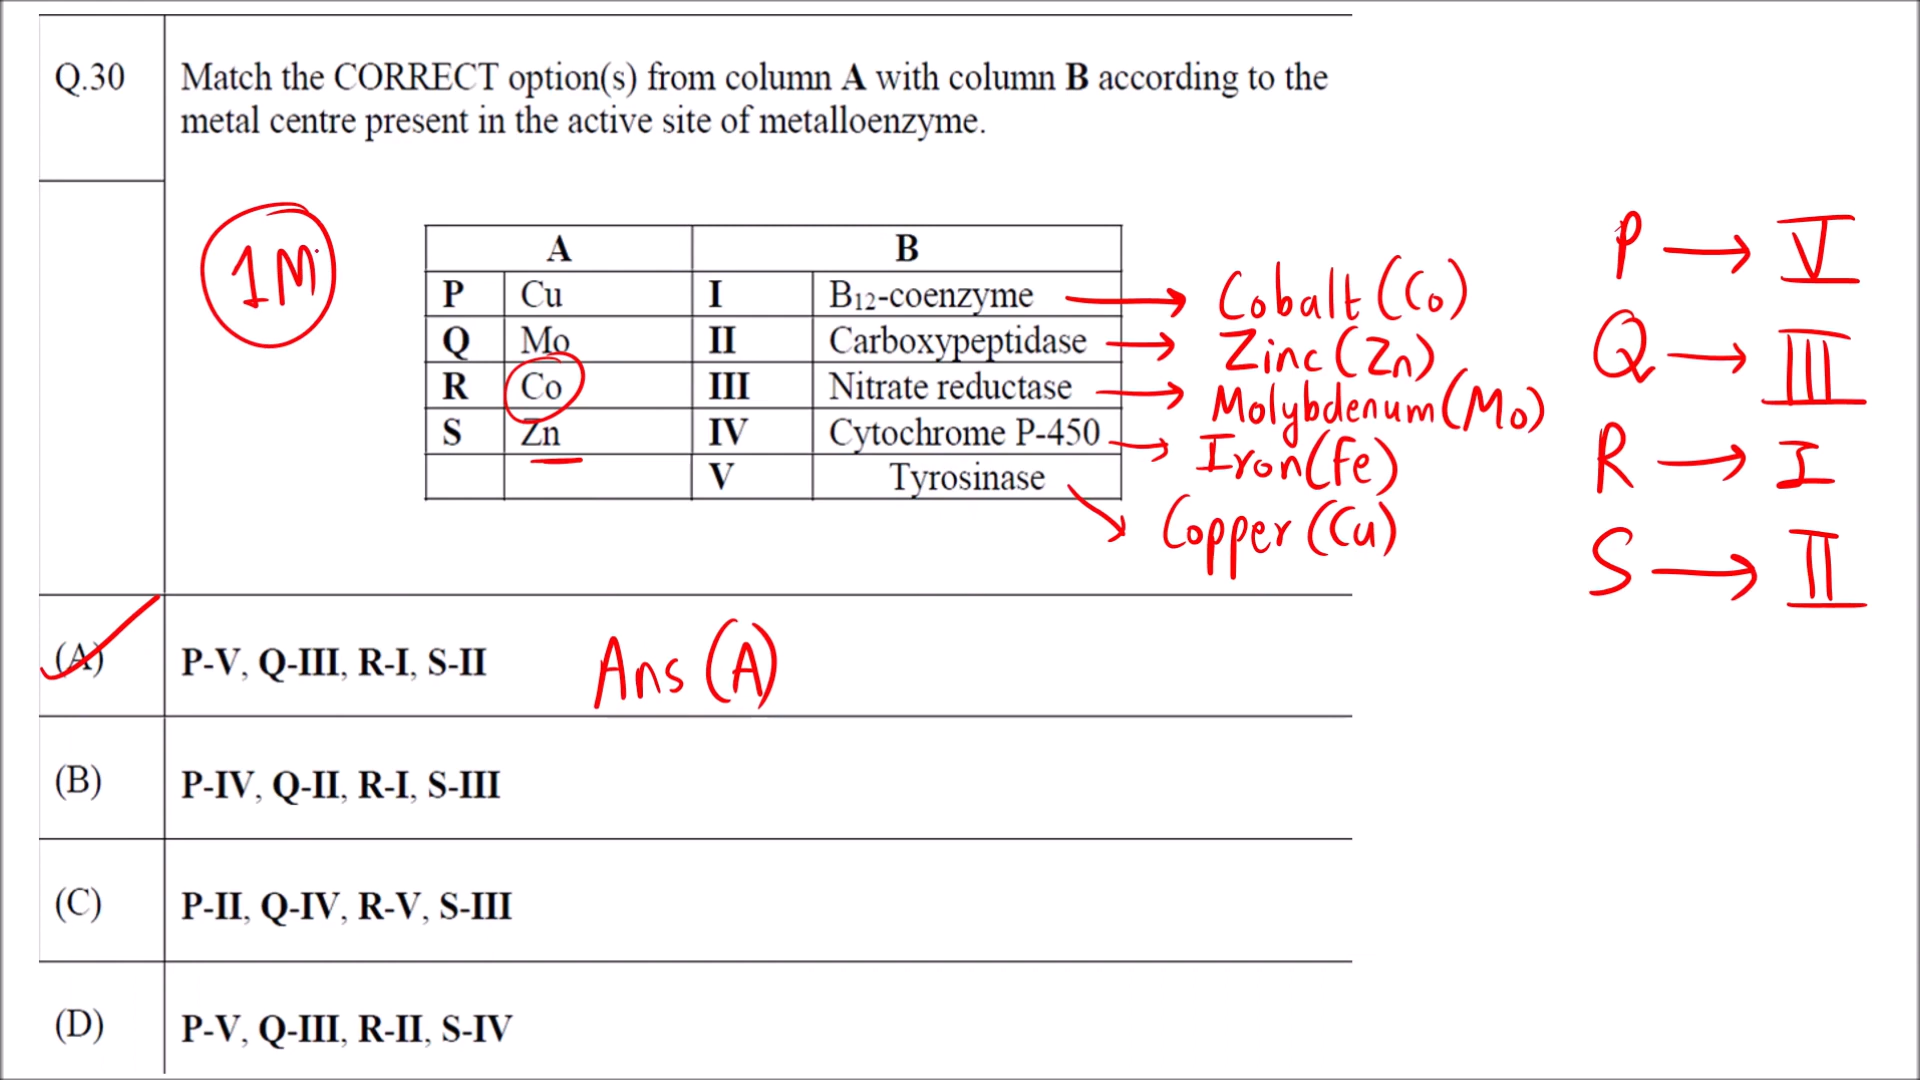 Q.30
Match the CORRECT option(s) from column A with column B according to the
metal centre present in the active site of metalloenzyme.
1M
A B
P Cu I B12-coenzyme → Cobalt (Co)
Q Mo II Carboxypeptidase → Zinc (Zn)
R Co III Nitrate reductase → Molybdenum (Mo)
S Zn IV Cytochrome P-450 → Iron (Fe)
V Tyrosinase → Copper (Cu)
P → V
Q → III
R → I
S → II
(A) P-V, Q-III, R-I, S-II Ans (A)
(B) P-IV, Q-II, R-I, S-III
(C) P-II, Q-IV, R-V, S-III
(D) P-V, Q-III, R-II, S-IV